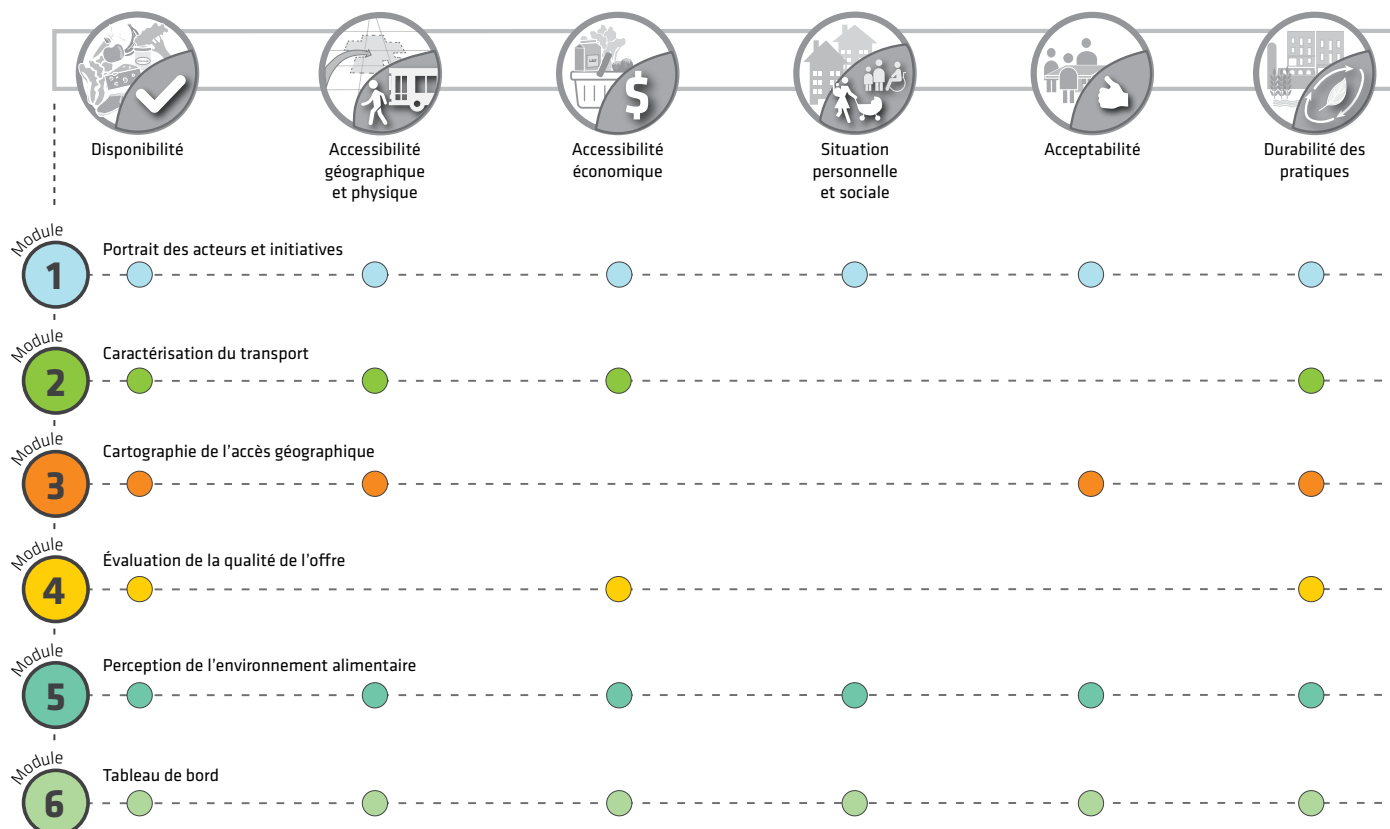 $
Disponibilité
Accessibilité
géographique
et physique
Accessibilité
économique
Situation
personnelle
et sociale
Acceptabilité
Durabilité des
pratiques
Module
1
Portrait des acteurs et initiatives
Module
2
Caractérisation du transport
Module
3
Cartographie de l'accès géographique
Module
4
Évaluation de la qualité de l'offre
Module
5
Perception de l'environnement alimentaire
Module
6
Tableau de bord